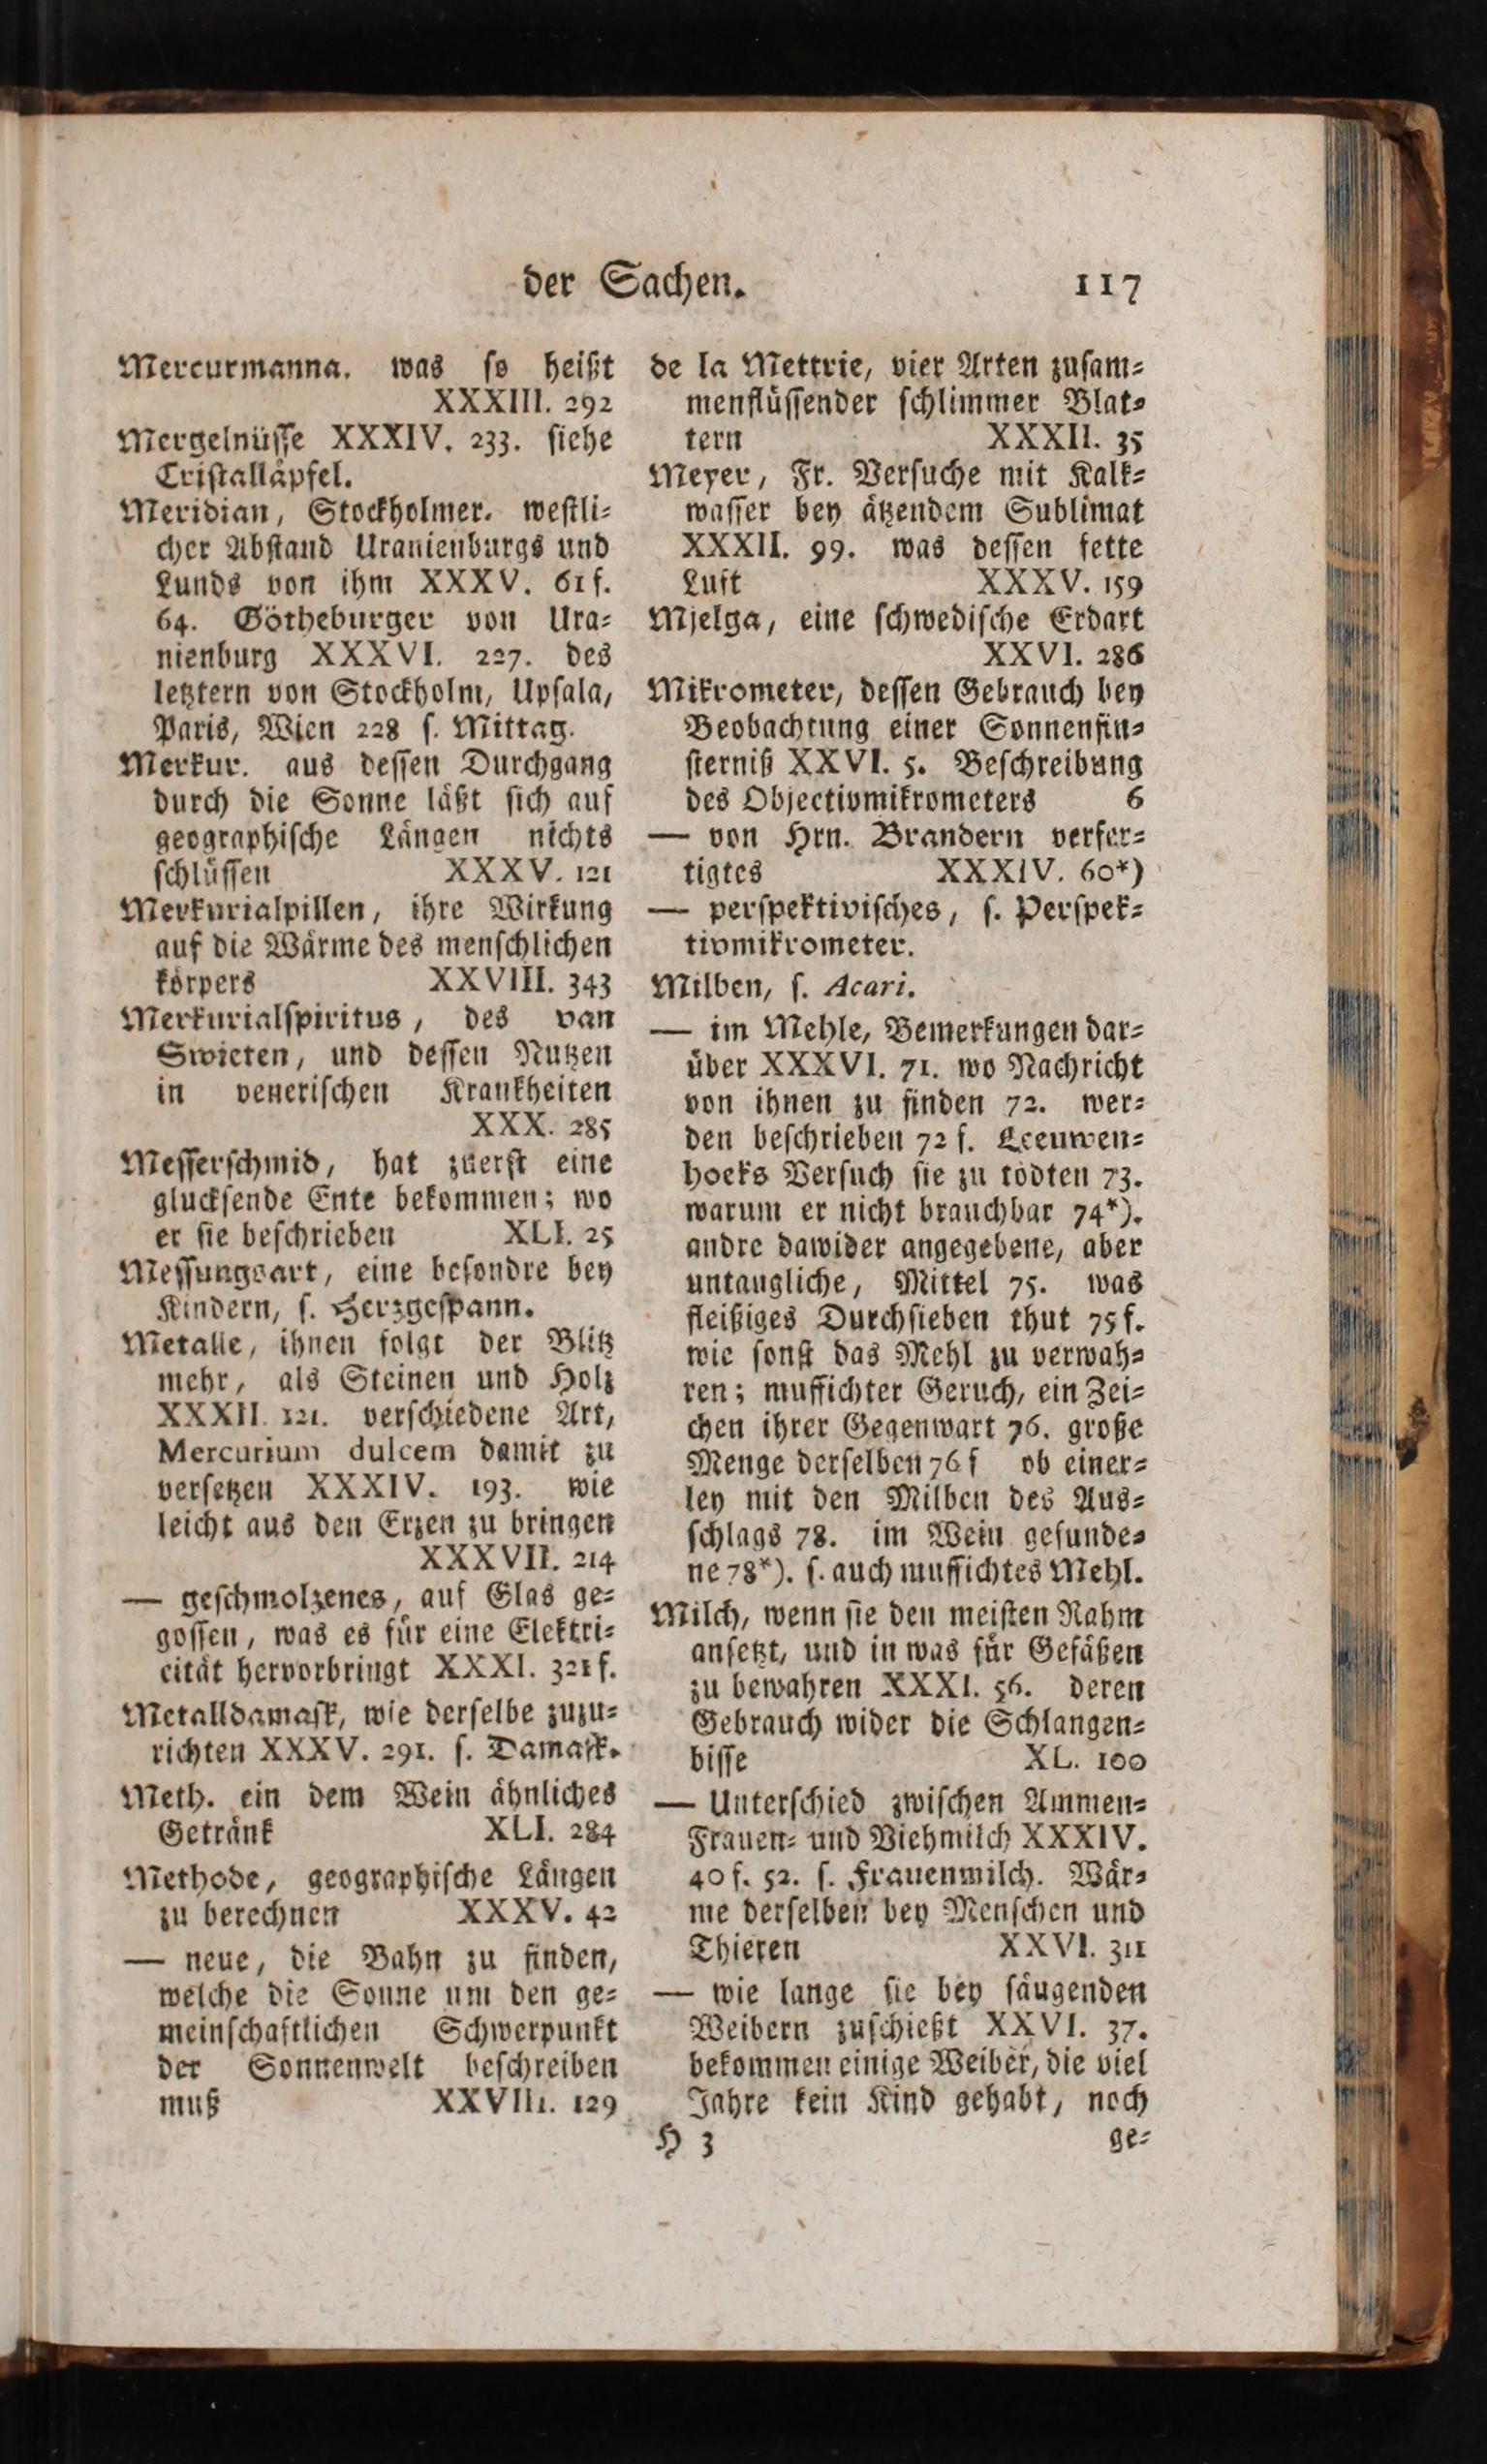 der Sachen. 117
Mercurmanna. was ſo heißt
XXXIII. 292
Mergelnüſſe XXXIV. 233. ſiehe
Criſtalläpfel.
Meridian, Stockholmer. weſtli⸗
cher Abſtand Uranienburgs und
Lunds von ihm XXXV. 61 f.
64. Götheburger von Ura⸗
nienburg XXXVI. 227. des
letztern von Stockholm, Upſala,
Paris, Wien 228 ſ. Mittag.
Merkur. aus deſſen Durchgang
durch die Sonne läßt ſich auf
geographiſche Längen nichts
ſchlüſſen XXXV. 121
Merkurialpillen, ihre Wirkung
auf die Wärme des menſchlichen
körpers XXVIII. 343
Merkurialſpiritus, des van
Swieten, und deſſen Nutzen
in veneriſchen Krankheiten
XXX. 285
Meſſerſchmid, hat zuerſt eine
gluckſende Ente bekommen; wo
er ſie beſchrieben XLI. 25
Meſſungsart, eine beſondre bey
Kindern, ſ. Herzgeſpann.
Metalle, ihnen folgt der Blitz
mehr, als Steinen und Holz
XXXII. 121. verſchiedene Art,
Mercurium dulcem damit zu
verſetzen XXXIV. 193. wie
leicht aus den Erzen zu bringen
XXXVII. 214
— geſchmolzenes, auf Glas ge⸗
goſſen, was es für eine Elektri⸗
cität hervorbringt XXXI. 321 f.
Metalldamaſk, wie derſelbe zuzu⸗
richten XXXV. 291. ſ. Damaſk.
Meth. ein dem Wein ähnliches
Getränk XLI. 284
Methode, geographiſche Längen
zu berechnen XXXV. 42
— neue, die Bahn zu finden,
welche die Sonne um den ge⸗
meinſchaftlichen Schwerpunkt
der Sonnenwelt beſchreiben
muß XXVIII. 129
de la Mettrie, vier Arten zuſam⸗
menflüſſender ſchlimmer Blat⸗
tern XXXII. 35
Meyer, Fr. Verſuche mit Kalk⸗
waſſer bey ätzendem Sublimat
XXXII. 99. was deſſen fette
Luft XXXV. 159
Mjelga, eine ſchwediſche Erdart
XXVI. 286
Mikrometer, deſſen Gebrauch bey
Beobachtung einer Sonnenfin⸗
ſterniß XXVI. 5. Beſchreibung
des Objectivmikrometers 6
— von Hrn. Brandern verfer⸗
tigtes XXXIV. 60*)
— perſpektiviſches, ſ. Perſpek⸗
tivmikrometer.
Milben, ſ. Acari.
— im Mehle, Bemerkungen dar⸗
über XXXVI. 71. wo Nachricht
von ihnen zu finden 72. wer⸗
den beſchrieben 72 f. Leeuwen⸗
hoeks Verſuch ſie zu tödten 73.
warum er nicht brauchbar 74*).
andre dawider angegebene, aber
untaugliche, Mittel 75. was
fleißiges Durchſieben thut 75 f.
wie ſonſt das Mehl zu verwah⸗
ren; muffichter Geruch, ein Zei⸗
chen ihrer Gegenwart 76. große
Menge derſelben 76 f ob einer⸗
ley mit den Milben des Aus⸗
ſchlags 78. im Wein gefunde⸗
ne 78*). ſ. auch muffichtes Mehl.
Milch, wenn ſie den meiſten Rahm
anſetzt, und in was für Gefäßen
zu bewahren XXXI. 56. deren
Gebrauch wider die Schlangen⸗
biſſe XL. 100
— Unterſchied zwiſchen Ammen⸗
Frauen⸗ und Viehmilch XXXIV.
40 f. 52. ſ. Frauenmilch. Wär⸗
me derſelben bey Menſchen und
Thieren XXVI. 311
— wie lange ſie bey ſäugenden
Weibern zuſchießt XXVI. 37.
bekommen einige Weiber, die viel
Jahre kein Kind gehabt, noch
H 3 ge⸗